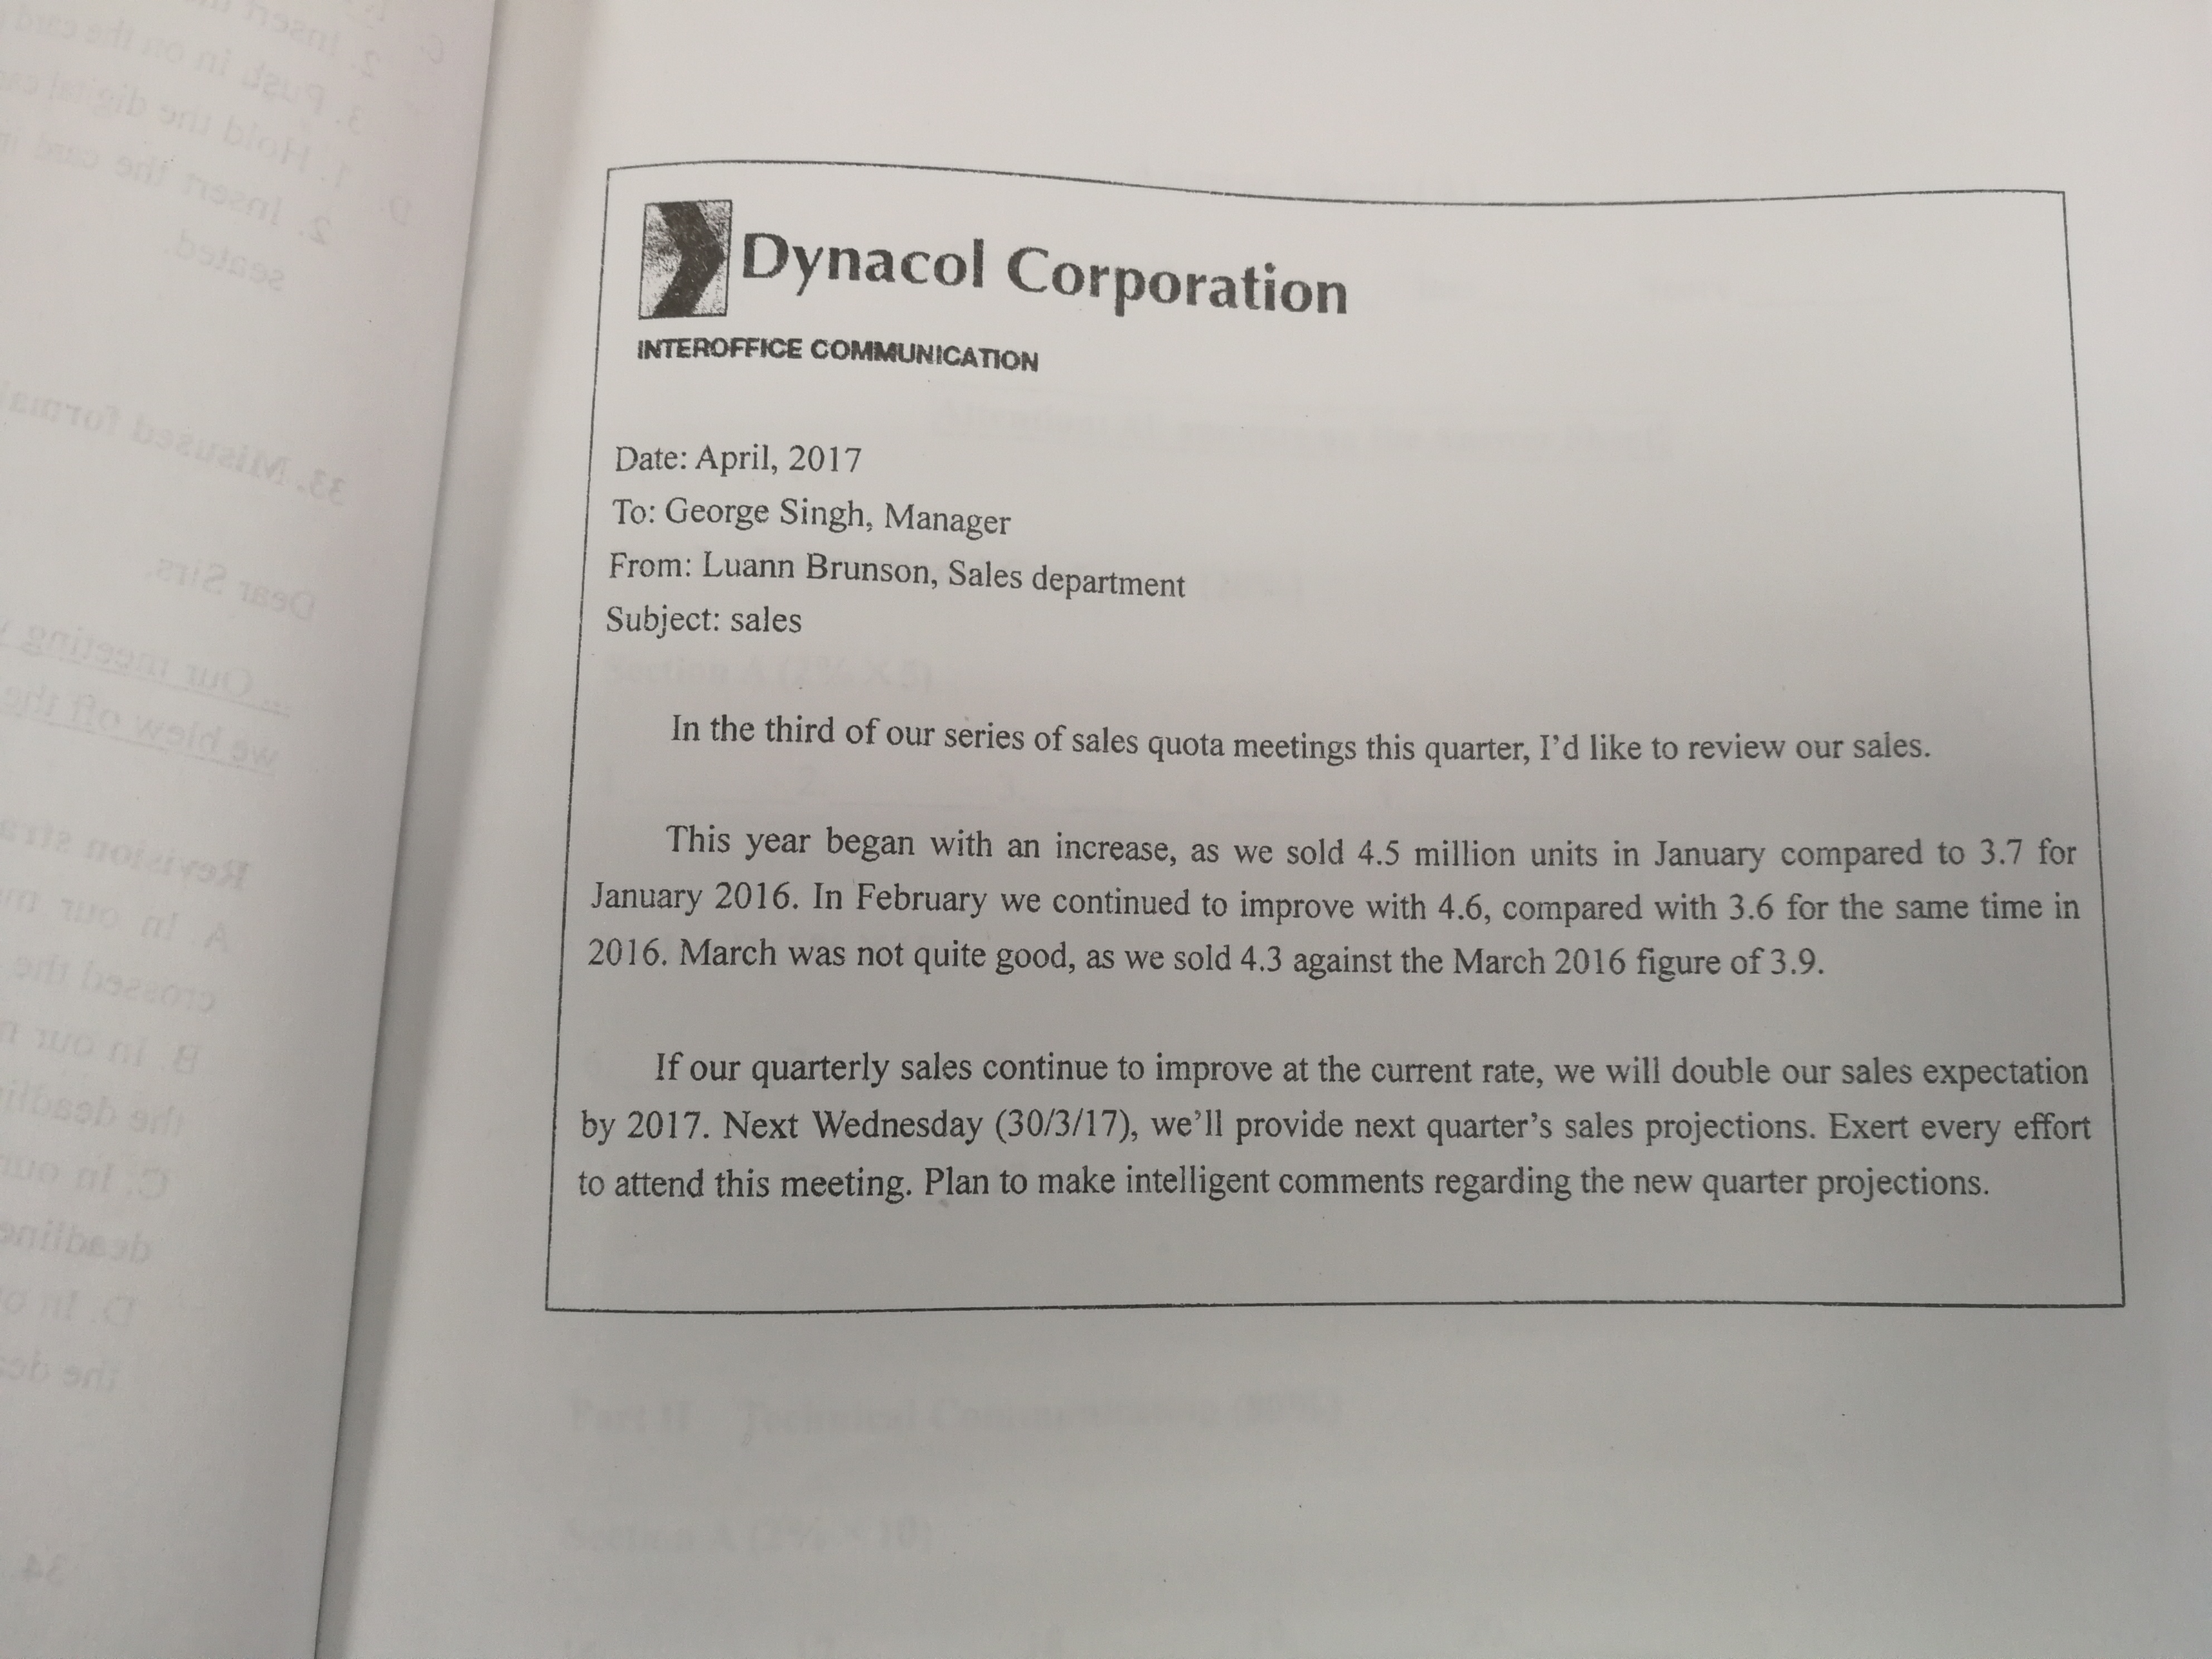 Dynacol Corporation
INTEROFFICE COMMUNICATION
Date: April, 2017
To: George Singh, Manager
From: Luann Brunson, Sales department
Subject: sales
In the third of our series of sales quota meetings this quarter, I'd like to review our sales.
This year began with an increase, as we sold 4.5 million units in January compared to 3.7 for
January 2016. In February we continued to improve with 4.6, compared with 3.6 for the same time in
2016. March was not quite good, as we sold 4.3 against the March 2016 figure of 3.9.
If our quarterly sales continue to improve at the current rate, we will double our sales expectation
by 2017. Next Wednesday (30/3/17), we'll provide next quarter's sales projections. Exert every effort
to attend this meeting. Plan to make intelligent comments regarding the new quarter projections.